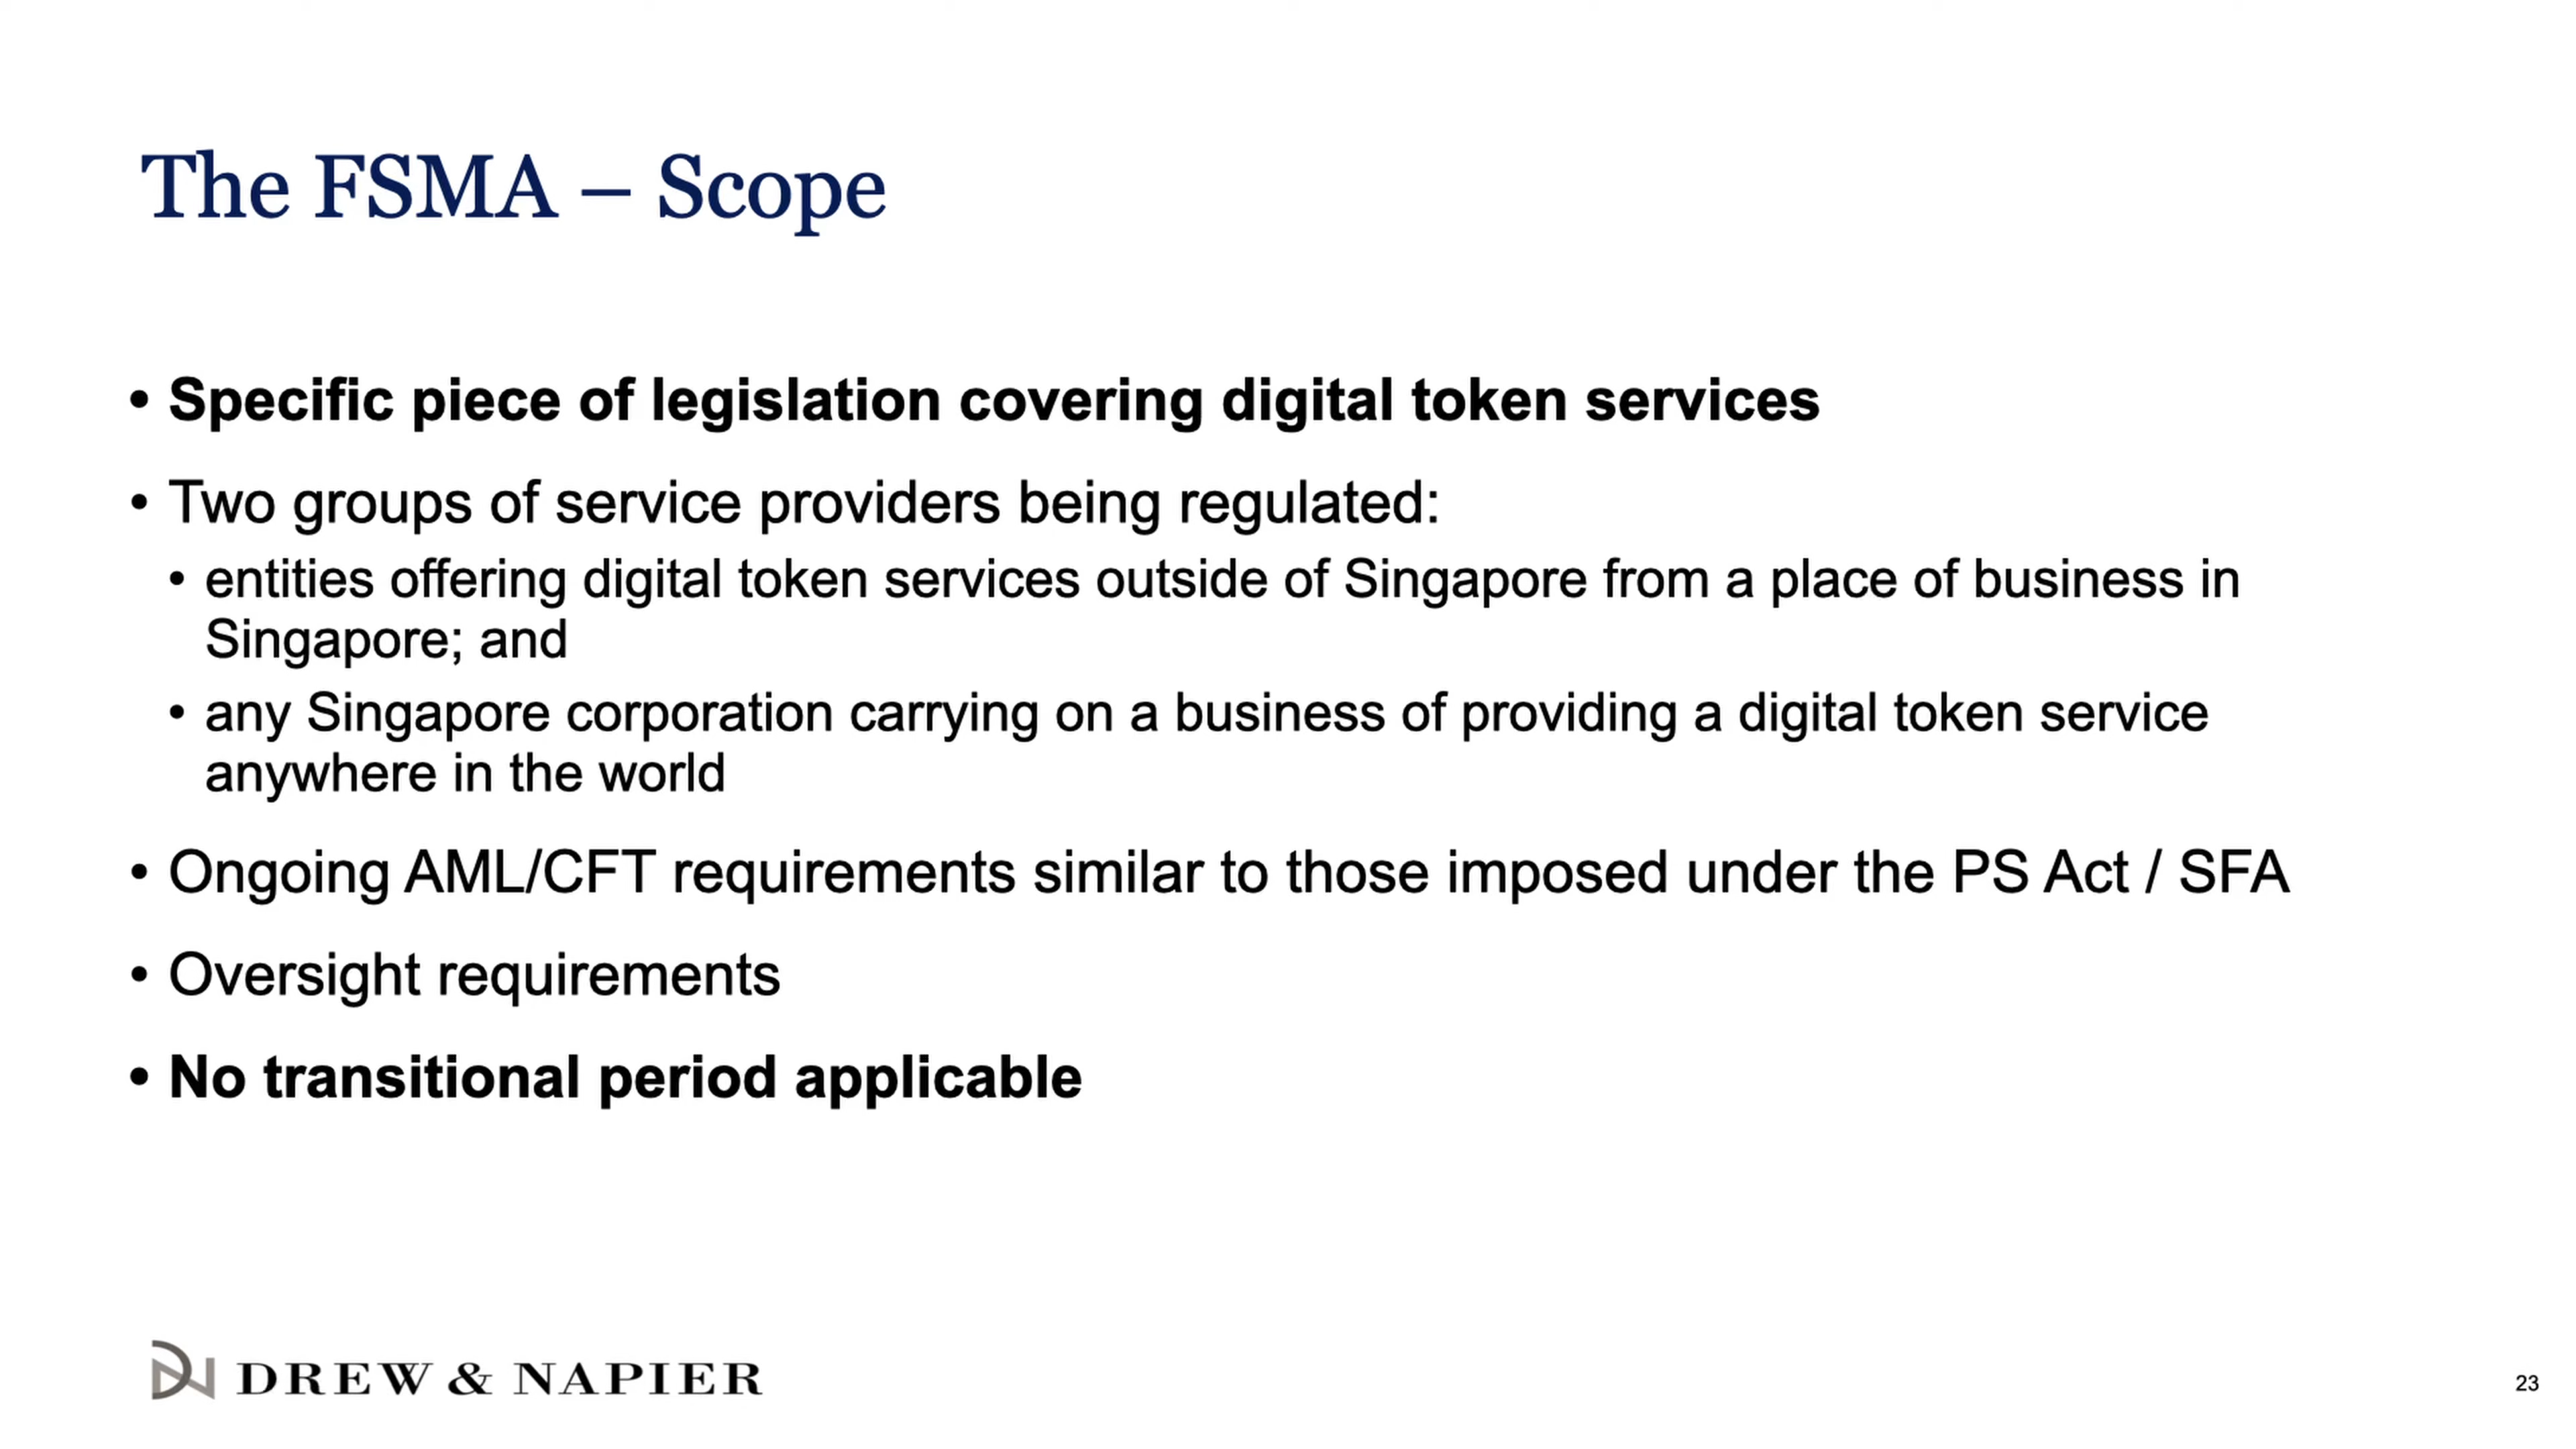 The FSMA – Scope
• Specific piece of legislation covering digital token services
• Two groups of service providers being regulated:
• entities offering digital token services outside of Singapore from a place of business in
Singapore; and
• any Singapore corporation carrying on a business of providing a digital token service
anywhere in the world
• Ongoing AML/CFT requirements similar to those imposed under the PS Act / SFA
• Oversight requirements
• No transitional period applicable
DREW & NAPIER
23